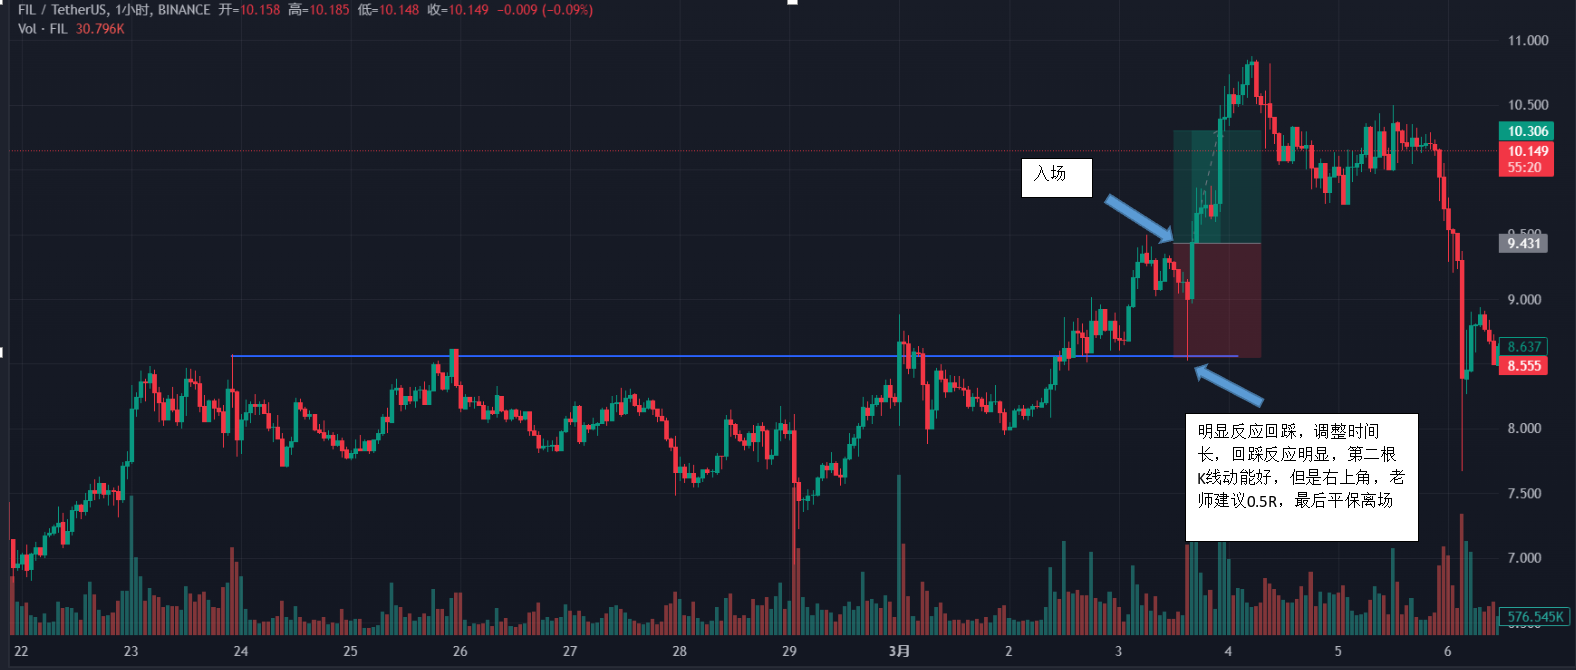 FIL / TetherUS, 1小时, BINANCE 开=10.158 高=10.185 低=10.148 收=10.149 −0.009 (−0.09%)
Vol · FIL 30.796K
11.000
10.500
10.306
10.149
55:20
入场
9.431
9.000
8.637
8.555
明显反应回踩，调整时间
长，回踩反应明显，第二根
K线动能好，但是右上角，老
师建议0.5R，最后平保离场
8.000
7.500
7.000
576.545K
22 23 24 25 26 27 28 29 3月 2 3 4 5 6